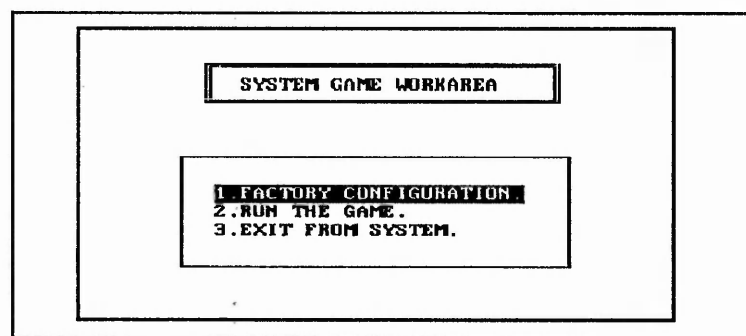 SYSTEM GAME WORKAREA
1.FACTORY CONFIGURATION.
2.RUN THE GAME.
3.EXIT FROM SYSTEM.